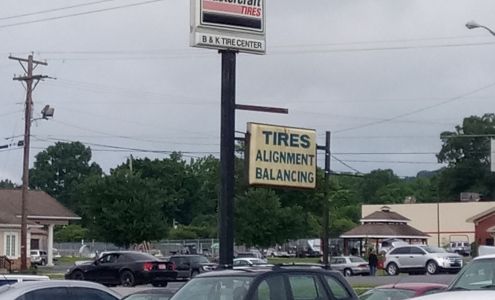 Mastercraft
TIRES
B & K TIRE CENTER
TIRES
ALIGNMENT
BALANCING